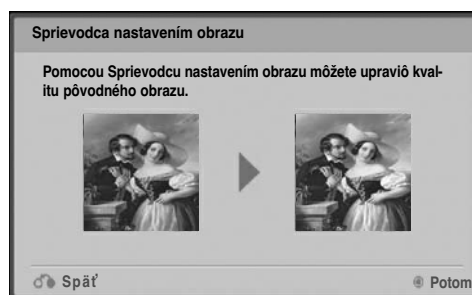 Sprievodca nastavením obrazu
Pomocou Sprievodcu nastavením obrazu môžete upraviô kval-
itu pôvodného obrazu.
Späť
Potom